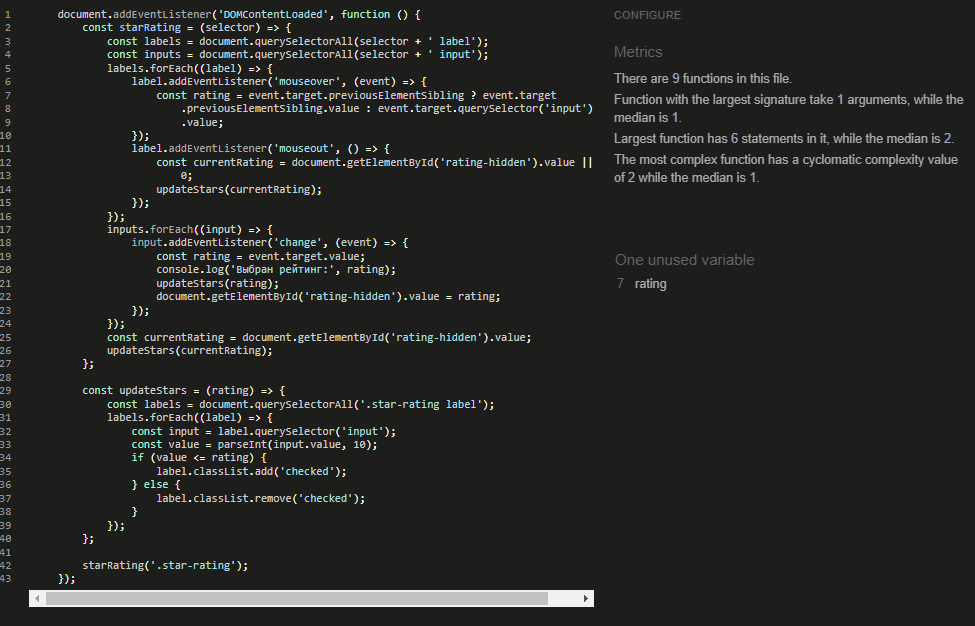 1 document.addEventListener('DOMContentLoaded', function () {
2 const starRating = (selector) => {
3 const labels = document.querySelectorAll(selector + ' label');
4 const inputs = document.querySelectorAll(selector + ' input');
5 labels.forEach((label) => {
6 label.addEventListener('mouseover', (event) => {
7 const rating = event.target.previousElementSibling ? event.target
8 .previousElementSibling.value : event.target.querySelector('input')
9 .value;
10 });
11 label.addEventListener('mouseout', () => {
12 const currentRating = document.getElementById('rating-hidden').value ||
13 0;
14 updateStars(currentRating);
15 });
16 });
17 inputs.forEach((input) => {
18 input.addEventListener('change', (event) => {
19 const rating = event.target.value;
20 console.log('Выбран рейтинг:', rating);
21 updateStars(rating);
22 document.getElementById('rating-hidden').value = rating;
23 });
24 });
25 const currentRating = document.getElementById('rating-hidden').value;
26 updateStars(currentRating);
27 };
28
29 const updateStars = (rating) => {
30 const labels = document.querySelectorAll('.star-rating label');
31 labels.forEach((label) => {
32 const input = label.querySelector('input');
33 const value = parseInt(input.value, 10);
34 if (value <= rating) {
35 label.classList.add('checked');
36 } else {
37 label.classList.remove('checked');
38 }
39 });
40 };
41
42 starRating('.star-rating');
43 });
CONFIGURE
Metrics
There are 9 functions in this file.
Function with the largest signature take 1 arguments, while the
median is 1.
Largest function has 6 statements in it, while the median is 2.
The most complex function has a cyclomatic complexity value
of 2 while the median is 1.
One unused variable
7 rating